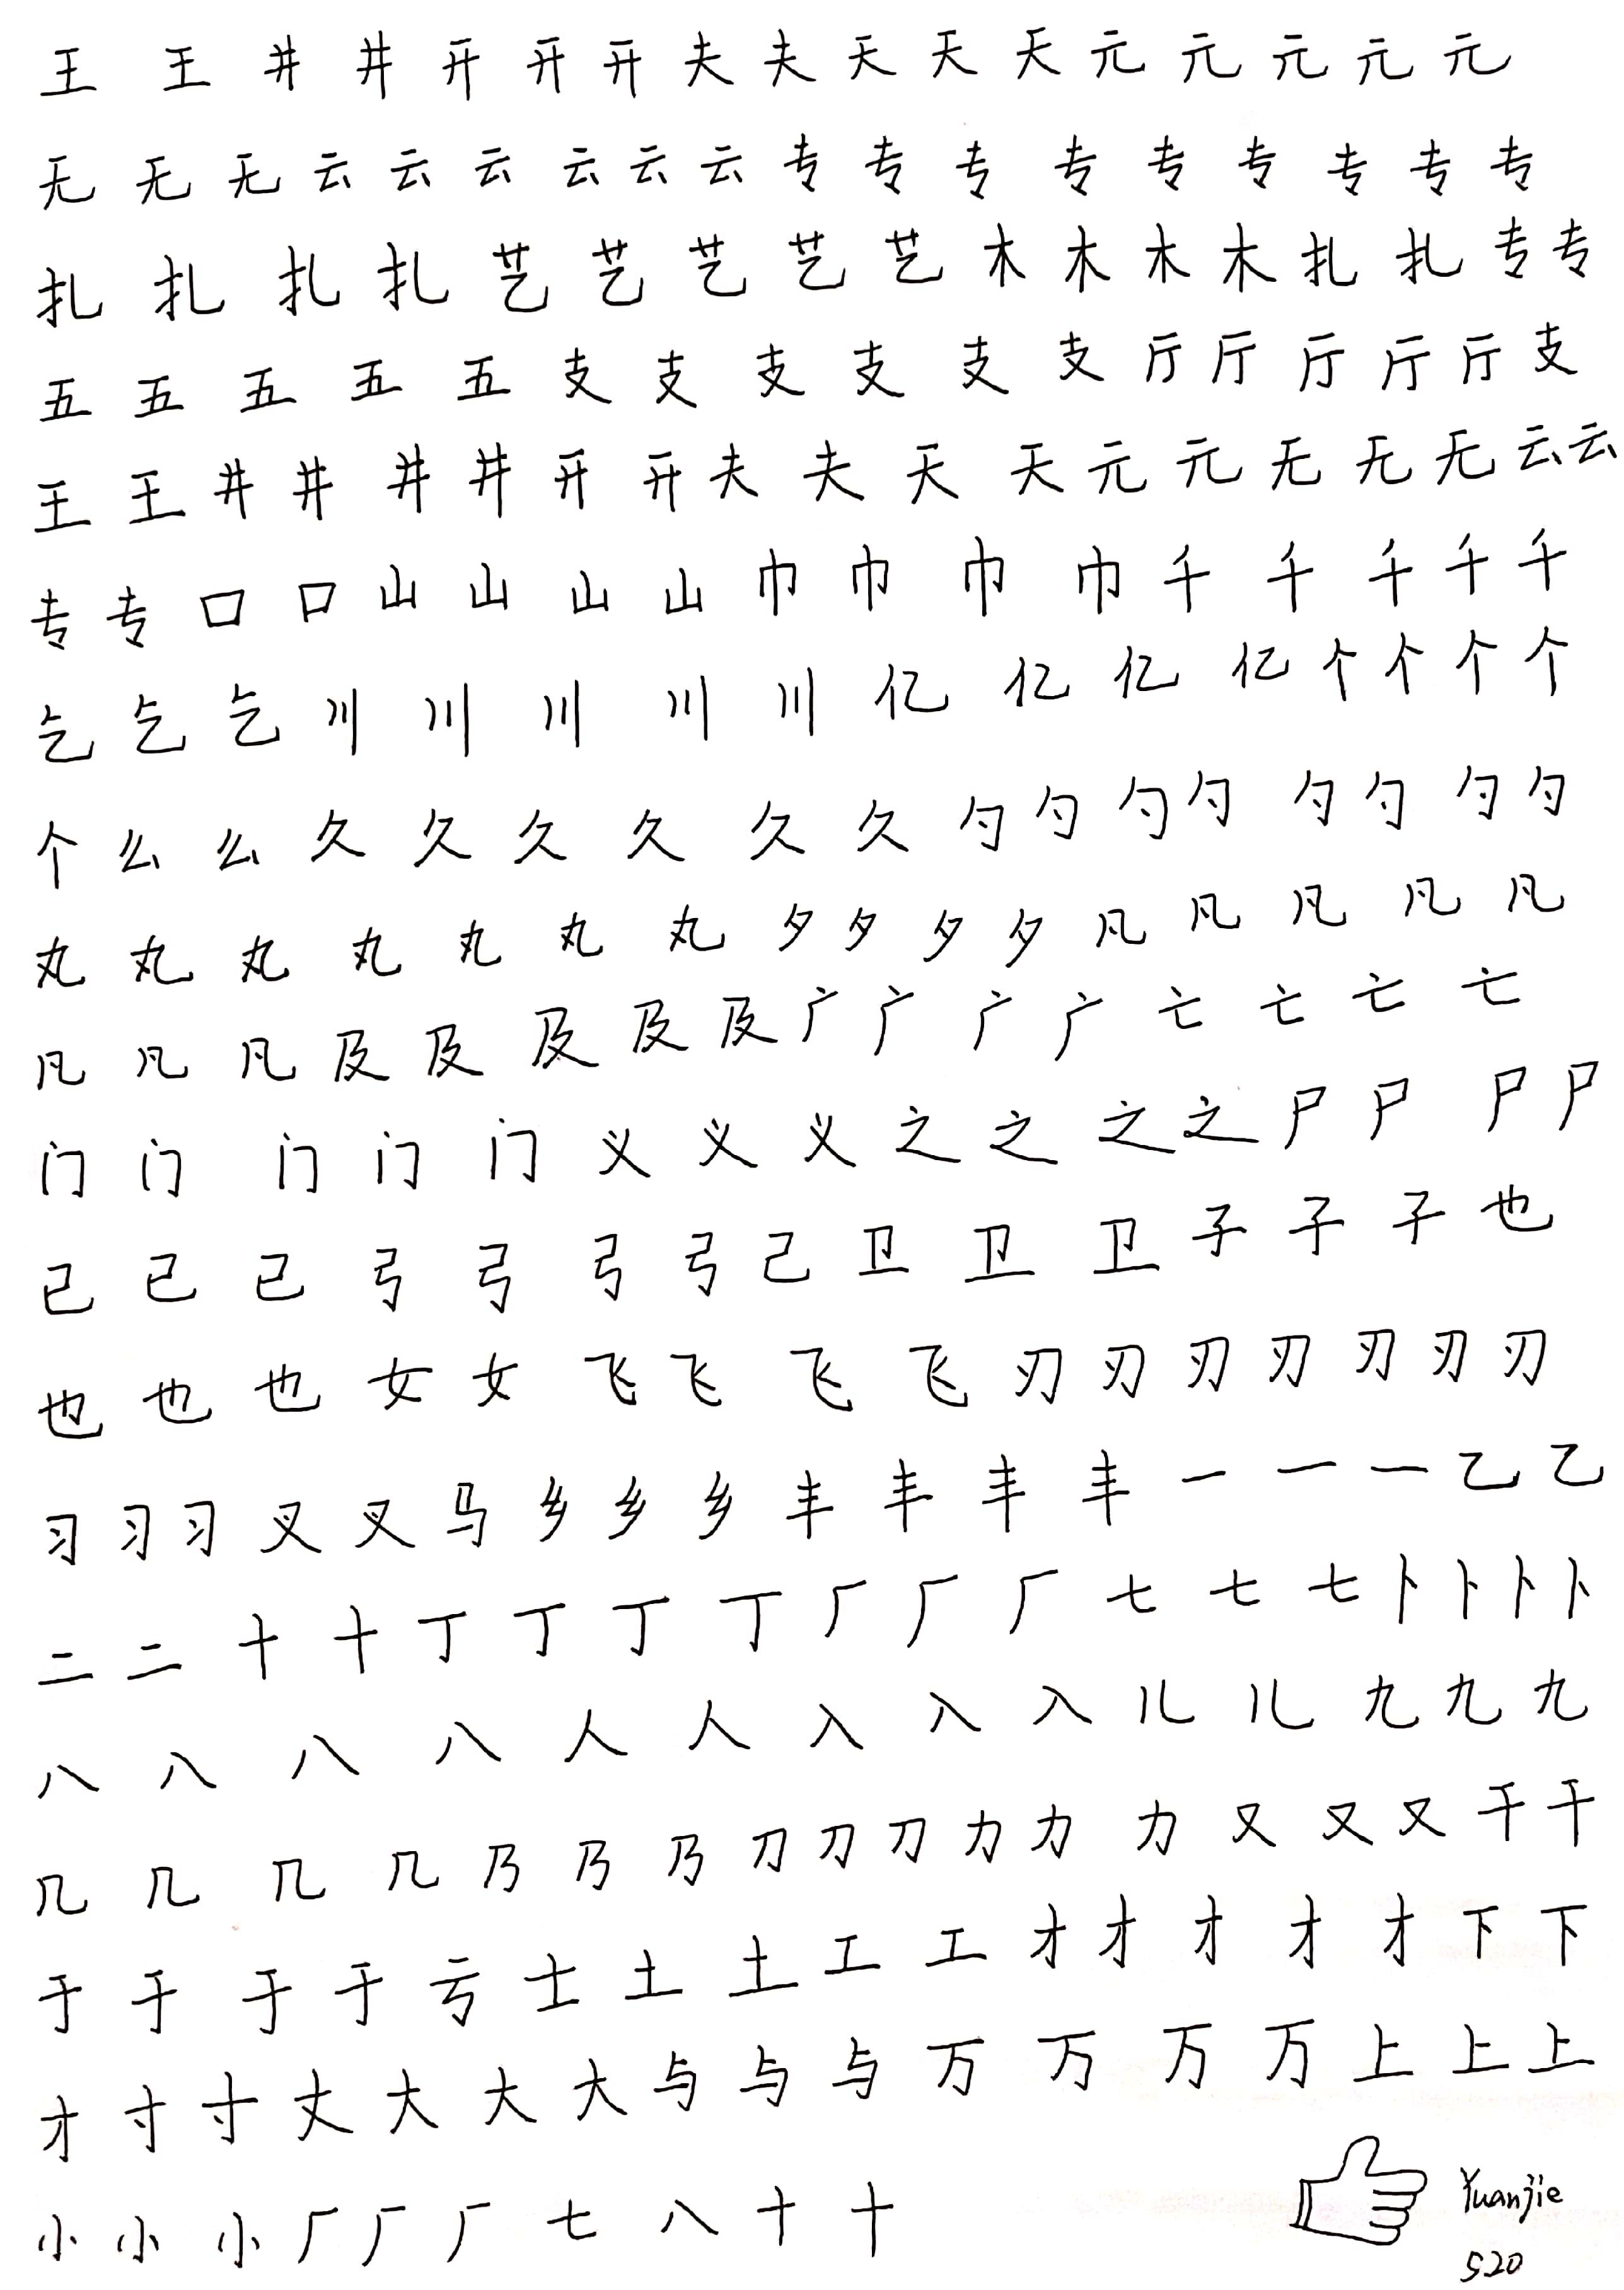 王王井井开开开夫夫天天天元元元元元
无无无云云云云云云专专专专专专专专专
扎扎扎扎艺艺艺艺艺木木木木扎扎专专
五五五五五支支支支支支厅厅厅厅厅支
王王井井井井开开夫夫天天元元无无无云云
专专口口山山山山巾巾巾巾千千千千千
乞乞乞川川川川川亿亿亿亿个个个个
个么么久久久久久久勺勺勺勺勺勺勺勺
丸丸丸丸丸丸丸夕夕夕夕凡凡凡凡凡
凡凡凡及及及及及广广广广亡亡亡亡
门门门门门义义义之之之之尸尸尸尸
已已已弓弓弓弓己卫卫卫孑子子也
也也也女女飞飞飞飞刃刃刃刃刃刃刃
习习习叉叉马乡乡乡丰丰丰丰一一一乙乙
二二十十丁丁丁丁厂厂厂七七七卜卜卜卜
八八八八人人入入入儿儿九九九
几几几几乃乃乃刀刀刀力力力又又又干干
于于于于亏士土土工工才才才才才下下
才寸寸丈大大大与与与万万万万上上上
小小小厂厂厂七八十十
Yuanjie
520